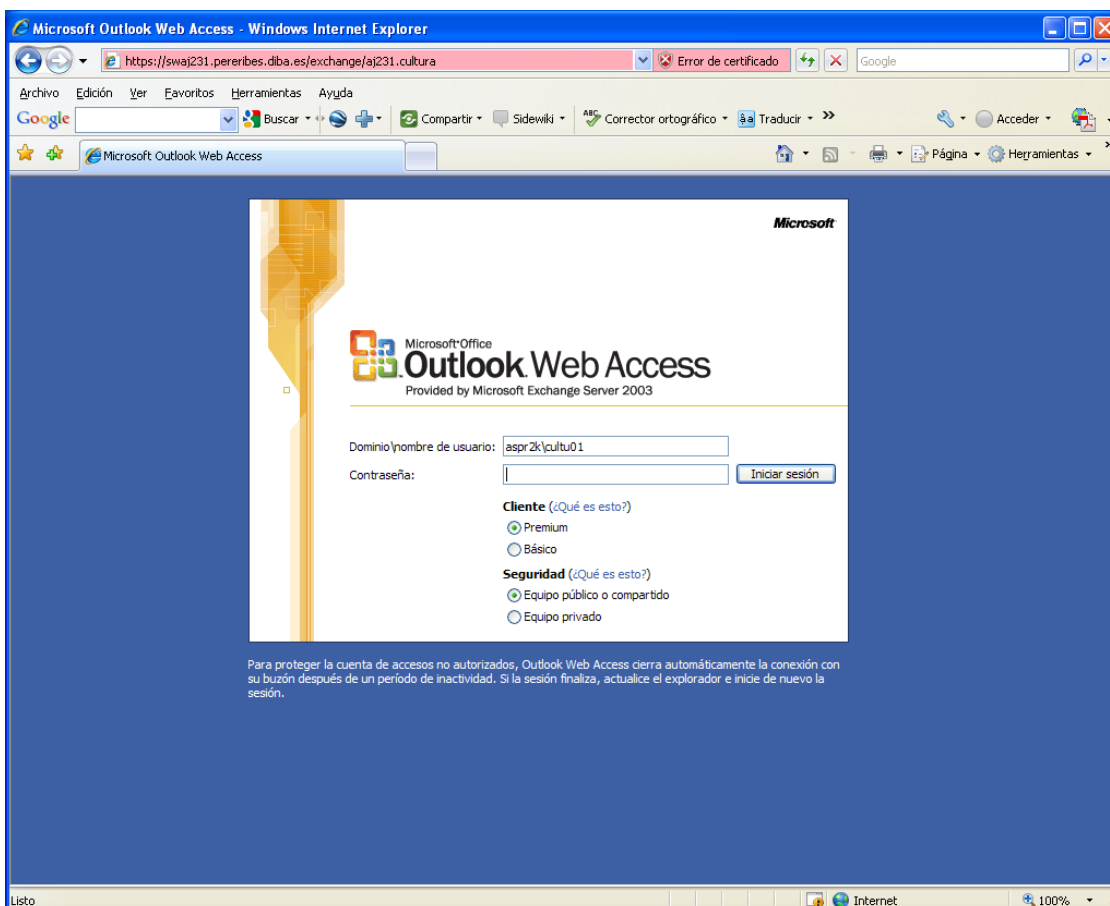 Microsoft Outlook Web Access - Windows Internet Explorer
https://swaj231.pereribes.diba.es/exchange/aj231.cultura Error de certificado Google
Archivo Edición Ver Favoritos Herramientas Ayuda
Google Buscar Compartir Sidewiki ABC Corrector ortográfico Traducir » Acceder
Microsoft Outlook Web Access Página Herramientas »
Microsoft
Microsoft Office
Outlook Web Access
Provided by Microsoft Exchange Server 2003
Dominio\nombre de usuario: aspr2k\cultu01
Contraseña: Iniciar sesión
Cliente (¿Qué es esto?)
Premium
Básico
Seguridad (¿Qué es esto?)
Equipo público o compartido
Equipo privado
Para proteger la cuenta de accesos no autorizados, Outlook Web Access cierra automáticamente la conexión con
su buzón después de un período de inactividad. Si la sesión finaliza, actualice el explorador e inicie de nuevo la
sesión.
Listo Internet 100%